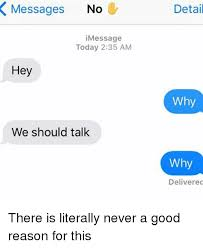 Messages No ✋ Detail
iMessage
Today 2:35 AM
Hey
Why
We should talk
Why
Delivered
There is literally never a good
reason for this